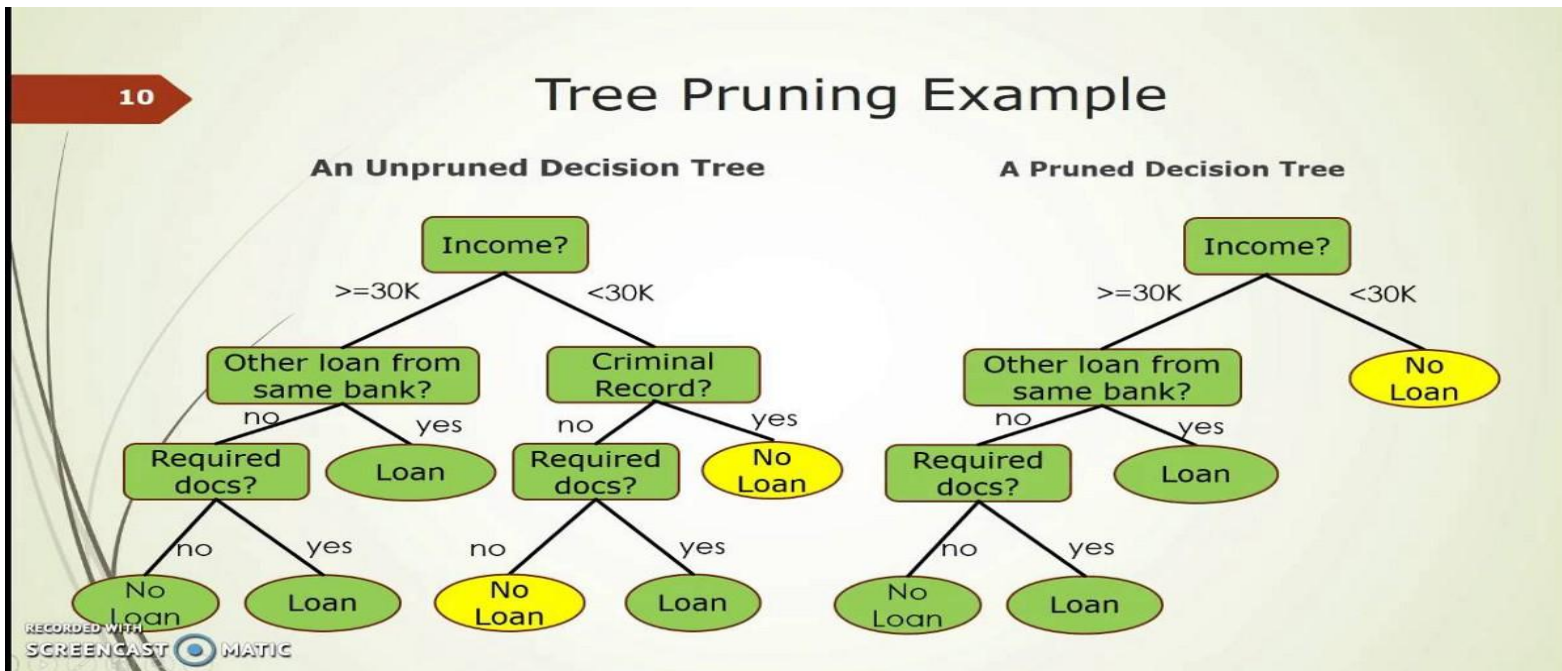 10
Tree Pruning Example
An Unpruned Decision Tree
A Pruned Decision Tree
Income?
>=30K
<30K
Other loan from
same bank?
Criminal
Record?
no
yes
no
yes
Required
docs?
Loan
Required
docs?
No
Loan
no
yes
no
yes
No
Loan
Loan
No
Loan
Loan
Income?
>=30K
<30K
Other loan from
same bank?
No
Loan
no
yes
Required
docs?
Loan
no
yes
No
Loan
Loan
RECORDED WITH
SCREENCAST MATIC